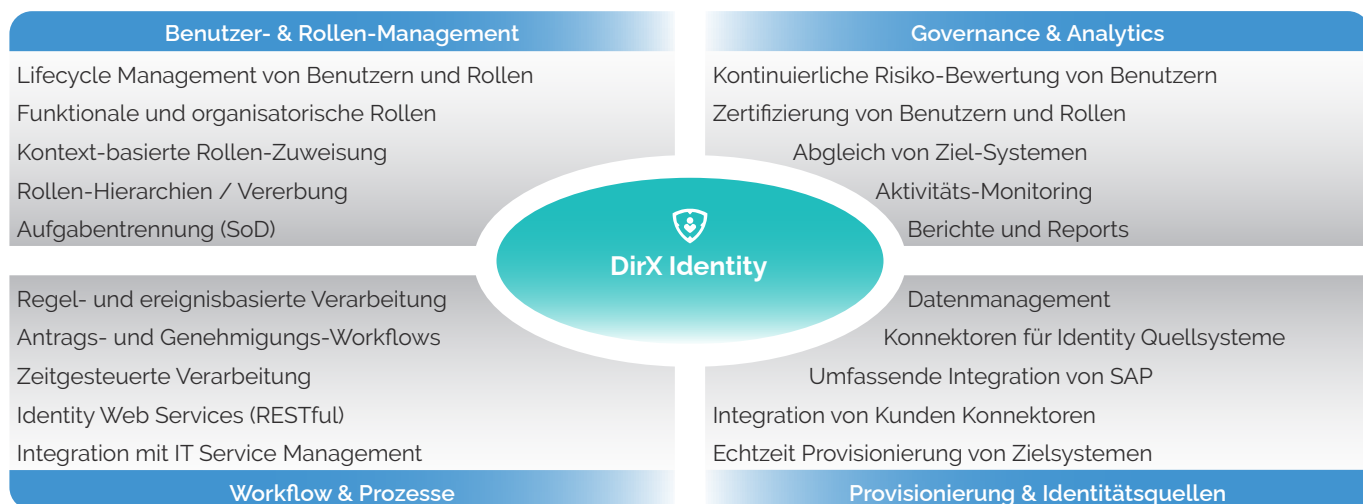 Benutzer- & Rollen-Management
Lifecycle Management von Benutzern und Rollen
Funktionale und organisatorische Rollen
Kontext-basierte Rollen-Zuweisung
Rollen-Hierarchien / Vererbung
Aufgabentrennung (SoD)
Governance & Analytics
Kontinuierliche Risiko-Bewertung von Benutzern
Zertifizierung von Benutzern und Rollen
Abgleich von Ziel-Systemen
Aktivitäts-Monitoring
Berichte und Reports
DirX Identity
Regel- und ereignisbasierte Verarbeitung
Antrags- und Genehmigungs-Workflows
Zeitgesteuerte Verarbeitung
Identity Web Services (RESTful)
Integration mit IT Service Management
Workflow & Prozesse
Datenmanagement
Konnektoren für Identity Quellsysteme
Umfassende Integration von SAP
Integration von Kunden Konnektoren
Echtzeit Provisionierung von Zielsystemen
Provisionierung & Identitätsquellen